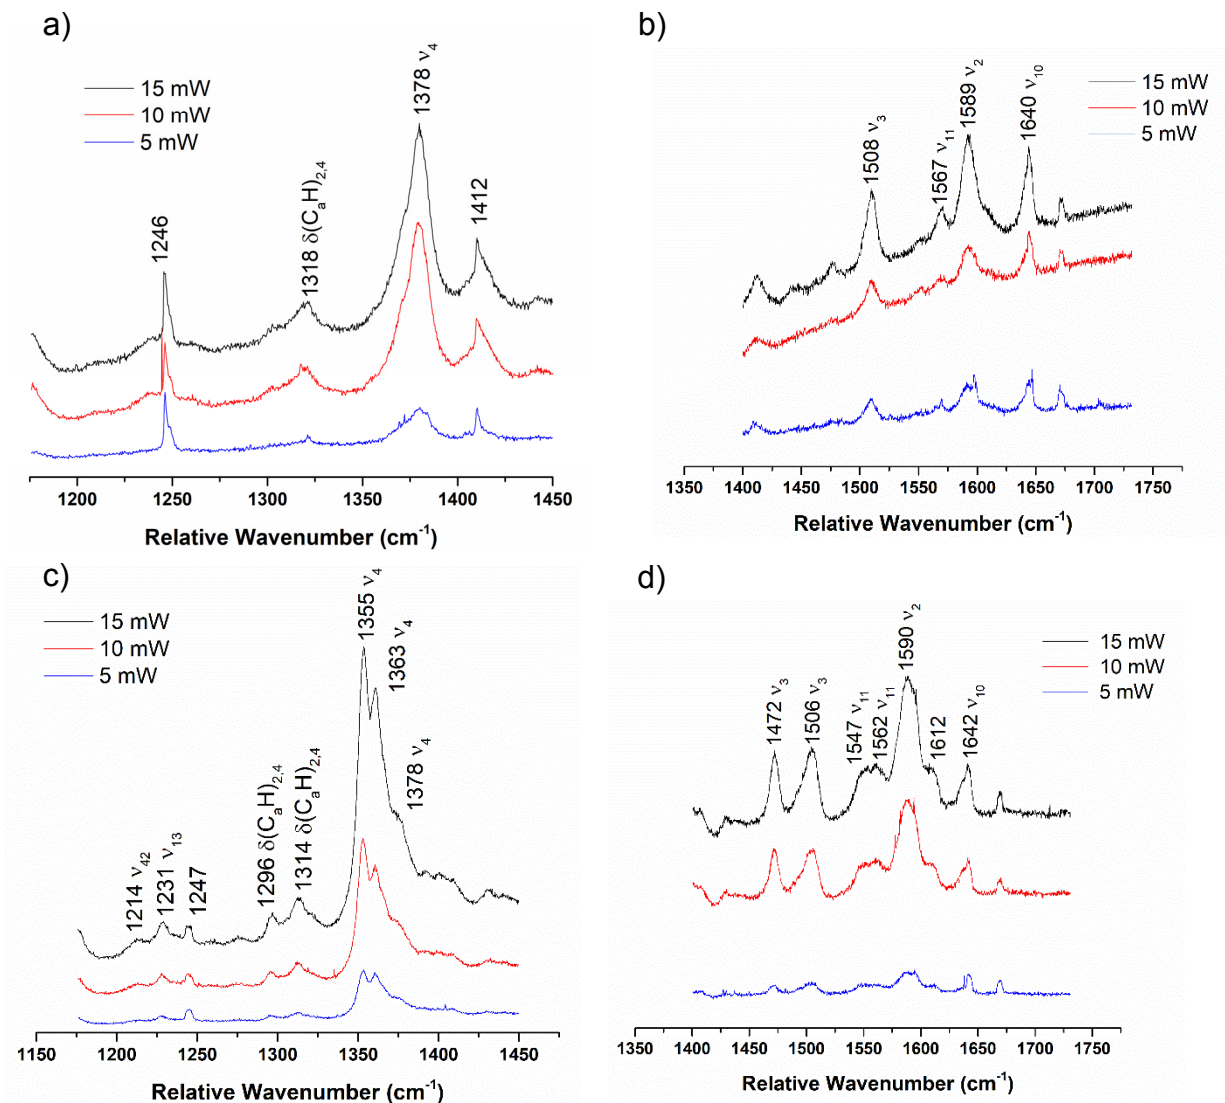 a)
15 mW
10 mW
5 mW
1246
1318 δ(CₐH)₂,₄
1378 ν₄
1412
1200 1250 1300 1350 1400 1450
Relative Wavenumber (cm⁻¹)
b)
15 mW
10 mW
5 mW
1508 ν₃
1567 ν₁₁
1589 ν₂
1640 ν₁₀
1350 1400 1450 1500 1550 1600 1650 1700 1750
Relative Wavenumber (cm⁻¹)
c)
15 mW
10 mW
5 mW
1214 ν₄₂
1231 ν₁₃
1247
1296 δ(CₐH)₂,₄
1314 δ(CₐH)₂,₄
1355 ν₄
1363 ν₄
1378 ν₄
1150 1200 1250 1300 1350 1400 1450
Relative Wavenumber (cm⁻¹)
d)
15 mW
10 mW
5 mW
1472 ν₃
1506 ν₃
1547 ν₁₁
1562 ν₁₁
1590 ν₂
1612
1642 ν₁₀
1350 1400 1450 1500 1550 1600 1650 1700 1750
Relative Wavenumber (cm⁻¹)